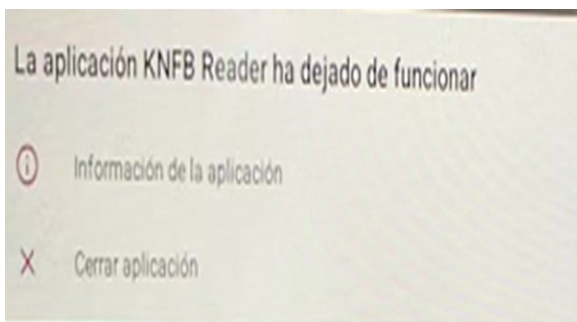 La aplicación KNFB Reader ha dejado de funcionar
Información de la aplicación
Cerrar aplicación